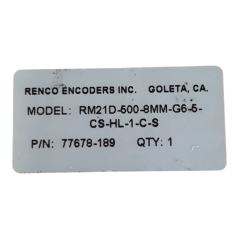 RENCO ENCODERS INC. GOLETA, CA.
MODEL: RM21D-500-8MM-G6-5-
CS-HL-1-C-S
P/N: 77678-189 QTY: 1